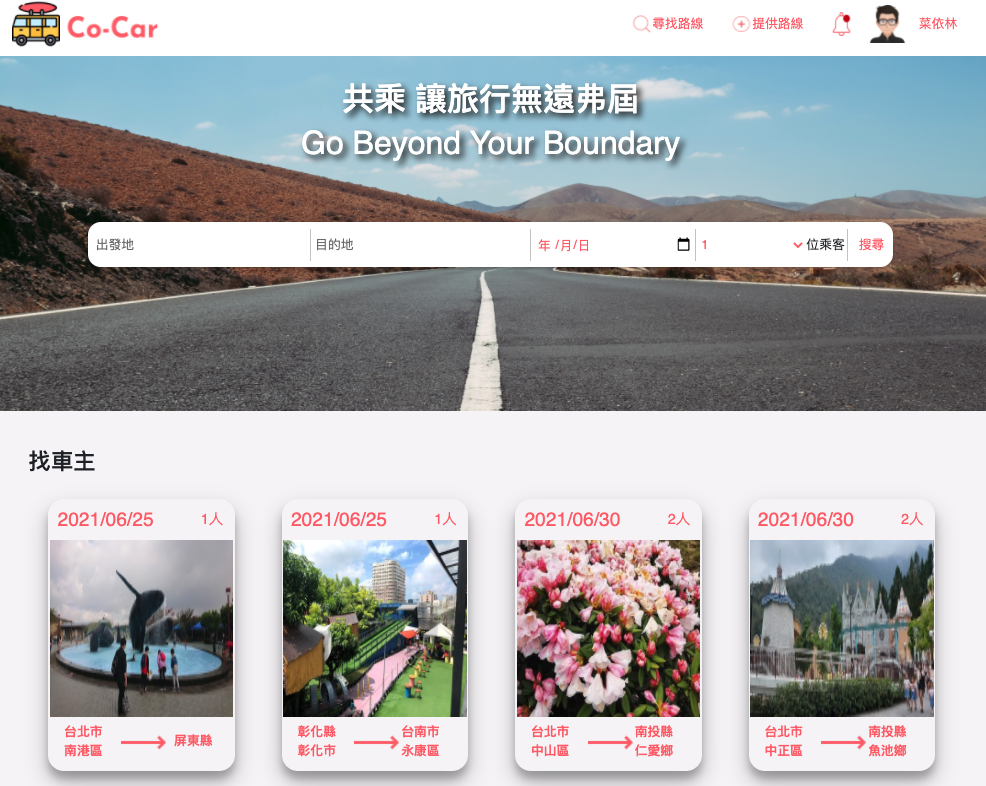 Co-Car
尋找路線
提供路線
菜依林
共乘 讓旅行無遠弗屆
Go Beyond Your Boundary
出發地
目的地
年 /月/日
1
位乘客
搜尋
找車主
2021/06/25 1人
2021/06/25 1人
2021/06/30 2人
2021/06/30 2人
台北市
南港區
屏東縣
彰化縣
彰化市
台南市
永康區
台北市
中山區
南投縣
仁愛鄉
台北市
中正區
南投縣
魚池鄉